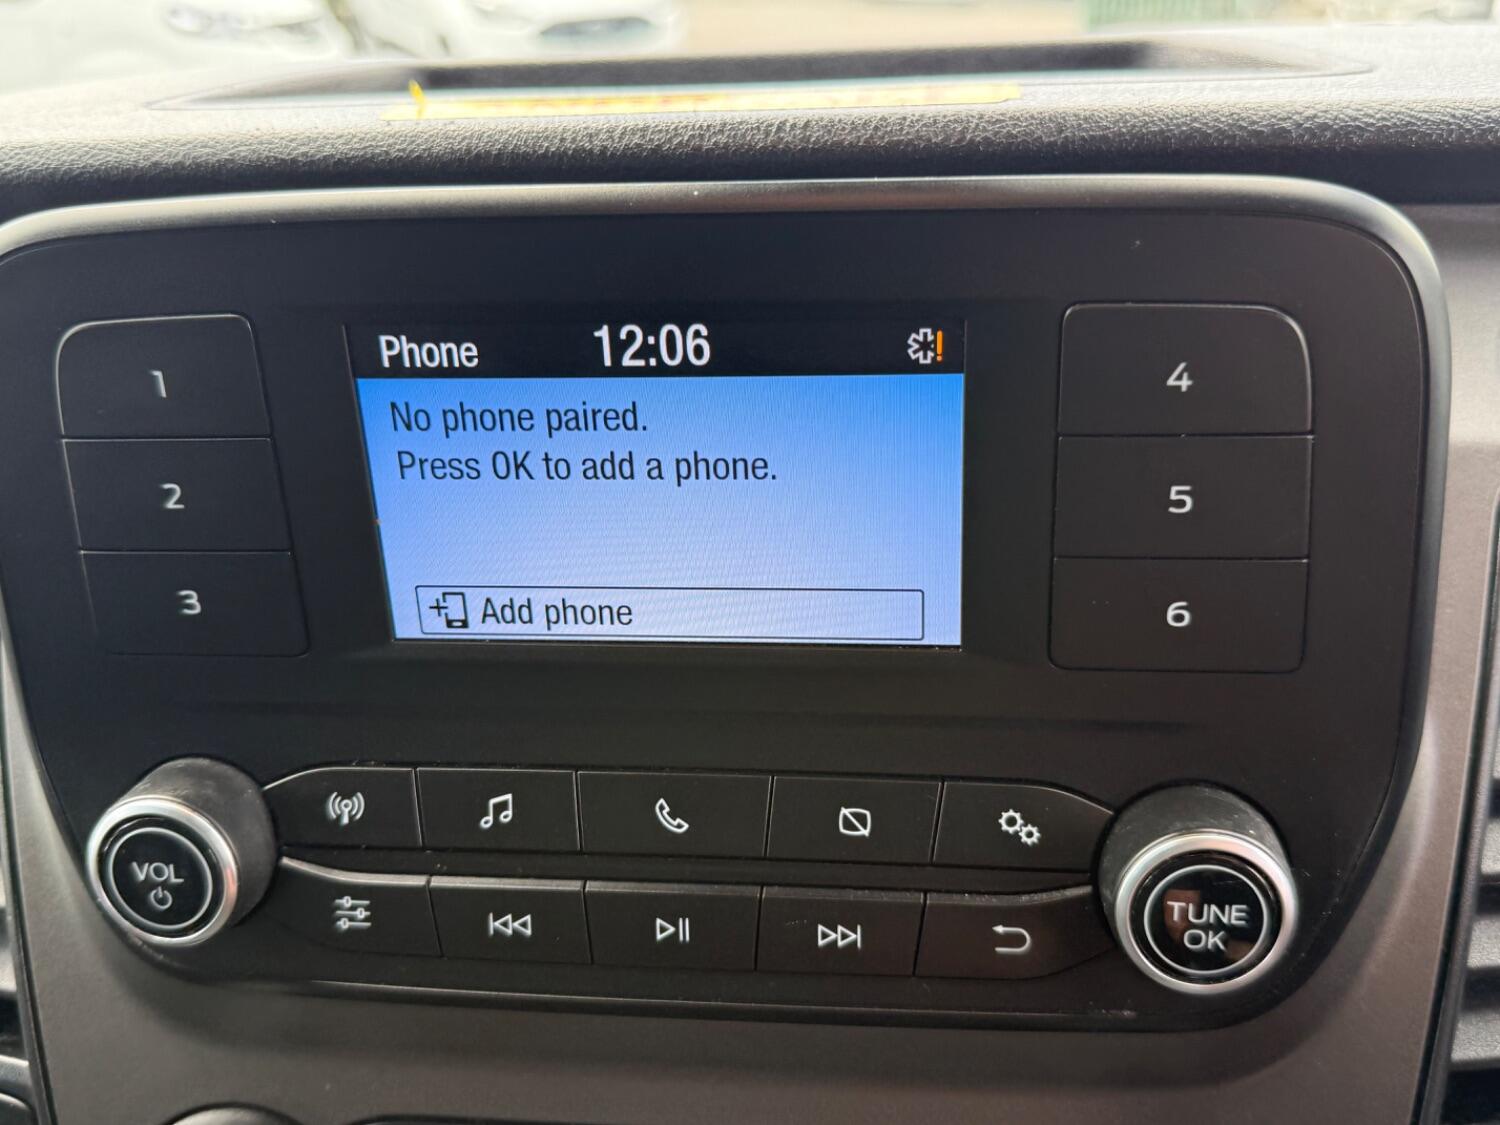 Phone 12:06
No phone paired.
Press OK to add a phone.
Add phone
1
2
3
4
5
6
VOL
TUNE
OK